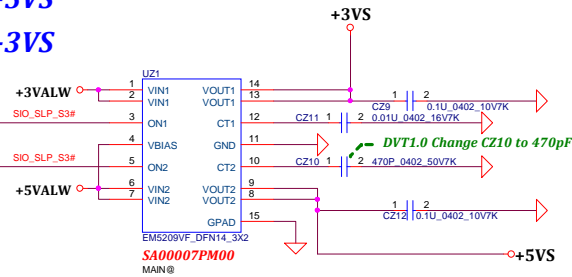 +5VS
+3VS
+3VS
UZ1
+3VALW
1
2
VIN1
VIN1
VOUT1
VOUT1
14
13
CZ9
1
2
0.1U_0402_10V7K
SIO_SLP_S3#
3
ON1
CT1
12
CZ11
1
2
0.01U_0402_16V7K
4
VBIAS
GND
11
DVT1.0 Change CZ10 to 470pF
SIO_SLP_S3#
5
ON2
CT2
10
CZ10
1
2
470P_0402_50V7K
+5VALW
6
7
VIN2
VIN2
VOUT2
VOUT2
9
8
GPAD
15
1
2
CZ12
0.1U_0402_10V7K
EM5209VF_DFN14_3X2
SA00007PM00
MAIN@
+5VS